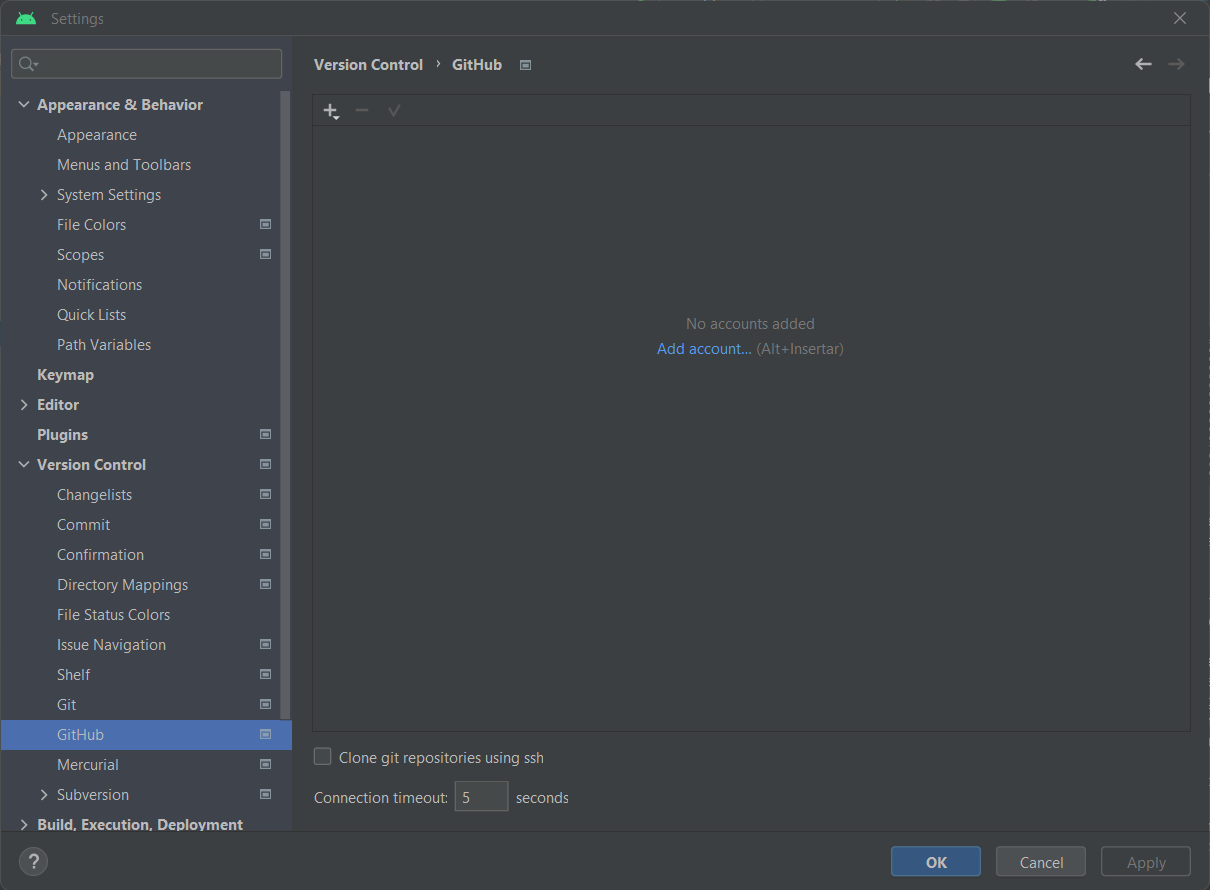 Settings
Appearance & Behavior
Appearance
Menus and Toolbars
System Settings
File Colors
Scopes
Notifications
Quick Lists
Path Variables
Keymap
Editor
Plugins
Version Control
Changelists
Commit
Confirmation
Directory Mappings
File Status Colors
Issue Navigation
Shelf
Git
GitHub
Mercurial
Subversion
Build, Execution, Deployment
Version Control › GitHub
No accounts added
Add account... (Alt+Insertar)
Clone git repositories using ssh
Connection timeout: 5 seconds
?
OK Cancel Apply